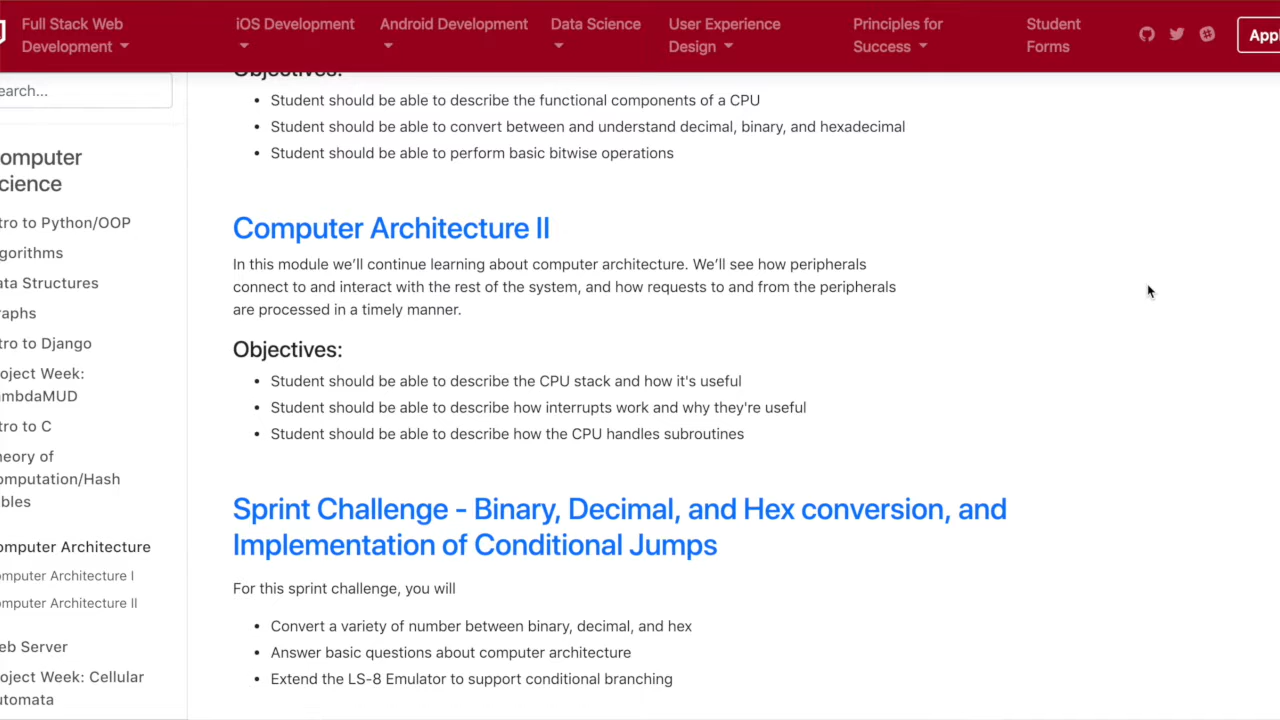 Full Stack Web
Development
iOS Development
Android Development
Data Science
User Experience
Design
Principles for
Success
Student
Forms
Appl
earch...
omputer
cience
tro to Python/OOP
gorithms
ata Structures
raphs
tro to Django
oject Week:
ambdaMUD
tro to C
heory of
omputation/Hash
bles
omputer Architecture
omputer Architecture I
omputer Architecture II
eb Server
oject Week: Cellular
utomata
Objectives:
• Student should be able to describe the functional components of a CPU
• Student should be able to convert between and understand decimal, binary, and hexadecimal
• Student should be able to perform basic bitwise operations
Computer Architecture II
In this module we’ll continue learning about computer architecture. We’ll see how peripherals
connect to and interact with the rest of the system, and how requests to and from the peripherals
are processed in a timely manner.
Objectives:
• Student should be able to describe the CPU stack and how it's useful
• Student should be able to describe how interrupts work and why they're useful
• Student should be able to describe how the CPU handles subroutines
Sprint Challenge - Binary, Decimal, and Hex conversion, and
Implementation of Conditional Jumps
For this sprint challenge, you will
• Convert a variety of number between binary, decimal, and hex
• Answer basic questions about computer architecture
• Extend the LS-8 Emulator to support conditional branching